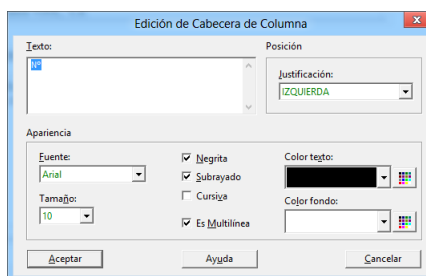 Edición de Cabecera de Columna
x
Texto:
Nº
Posición
Justificación:
IZQUIERDA
Apariencia
Fuente:
Arial
Tamaño:
10
Negrita
Subrayado
Cursiva
Es Multilínea
Color texto:
Color fondo:
Aceptar
Ayuda
Cancelar